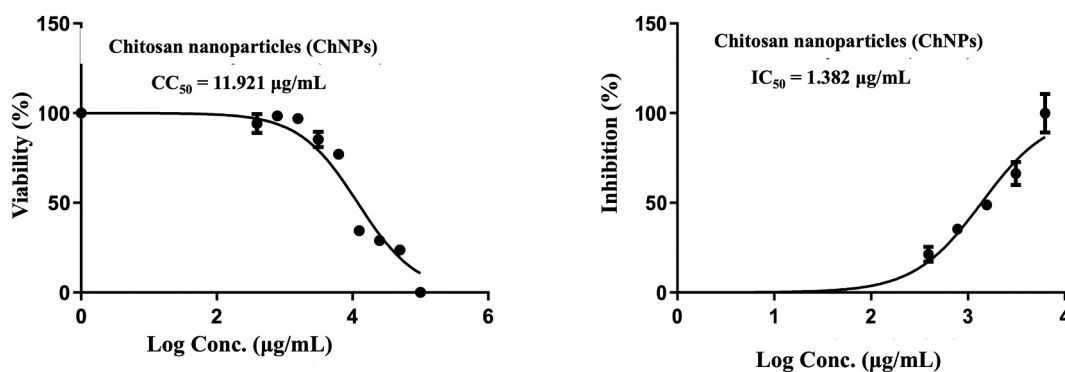 150
Chitosan nanoparticles (ChNPs)
CC50 = 11.921 µg/mL
100
50
0
Viability (%)
0 2 4 6
Log Conc. (µg/mL)
150
Chitosan nanoparticles (ChNPs)
IC50 = 1.382 µg/mL
100
50
0
Inhibition (%)
0 1 2 3 4
Log Conc. (µg/mL)